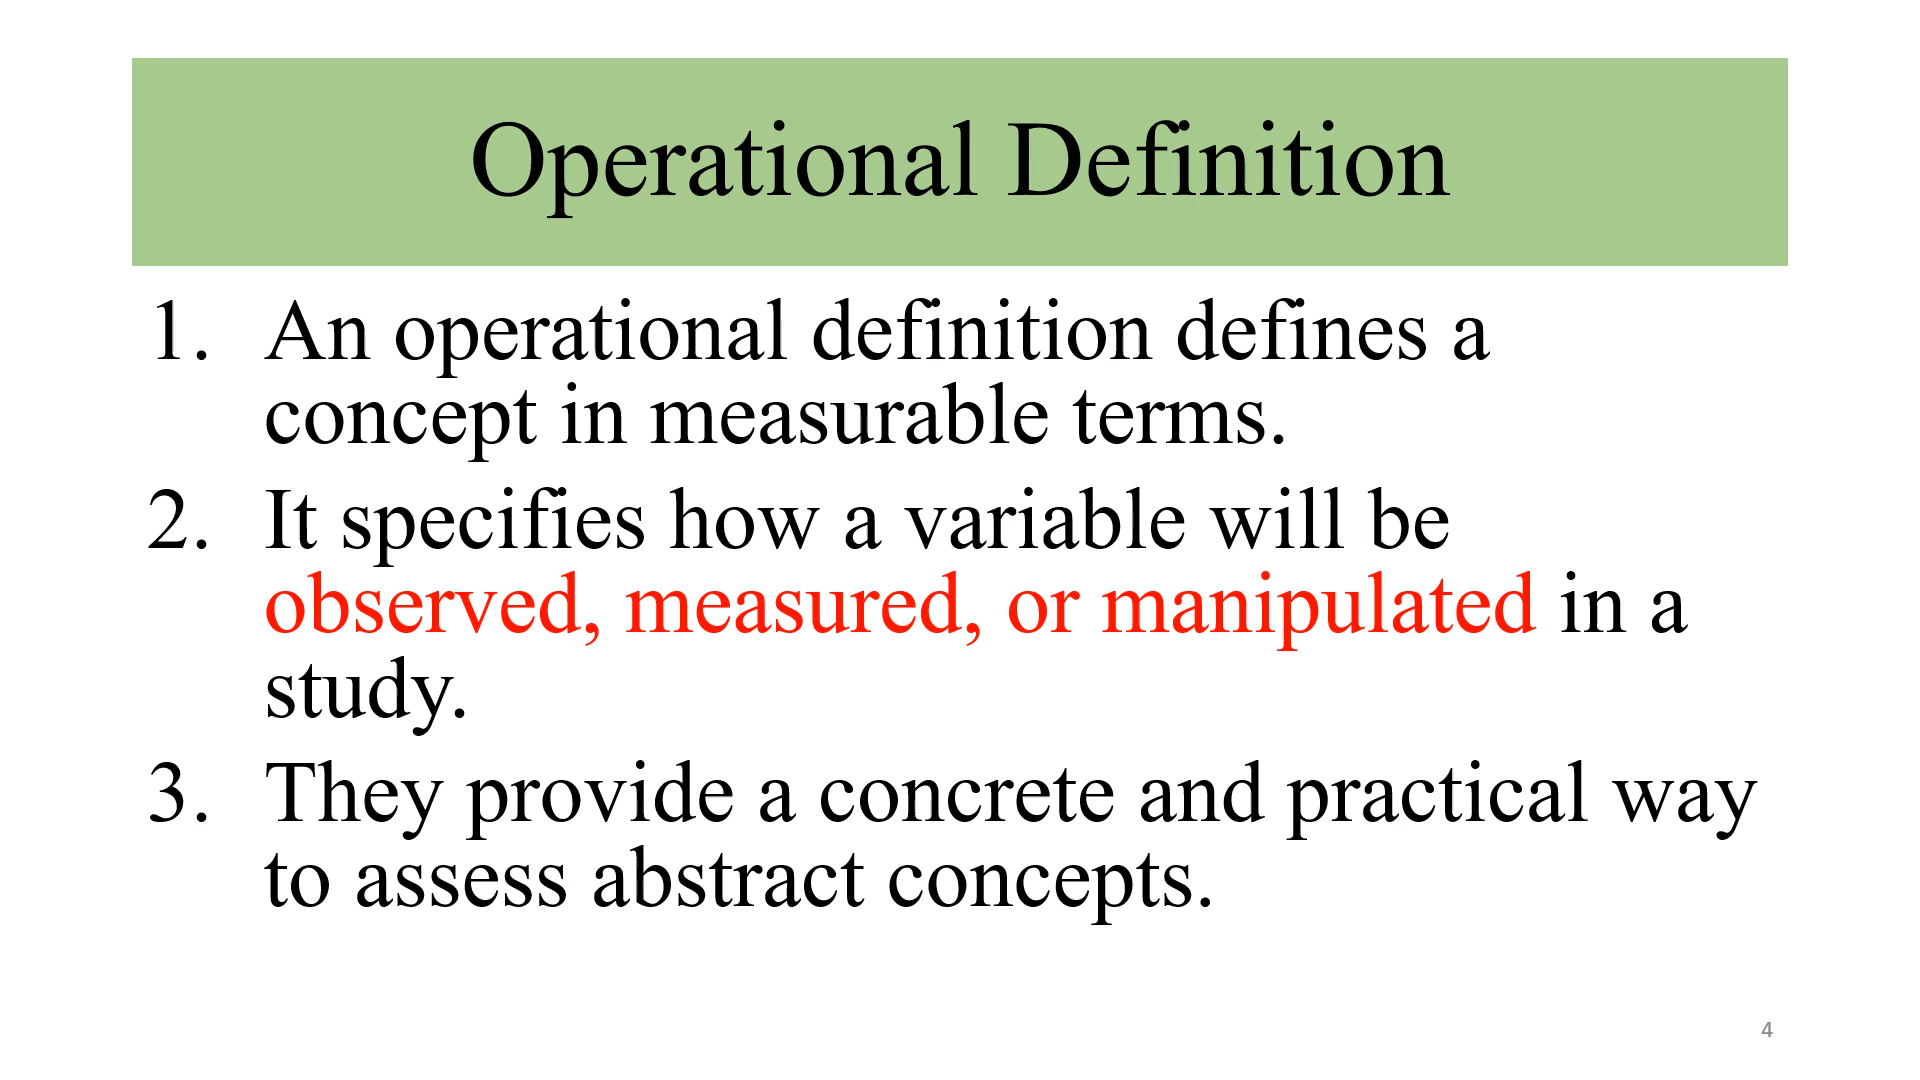 Operational Definition
1. An operational definition defines a
concept in measurable terms.
2. It specifies how a variable will be
observed, measured, or manipulated in a
study.
3. They provide a concrete and practical way
to assess abstract concepts.
4